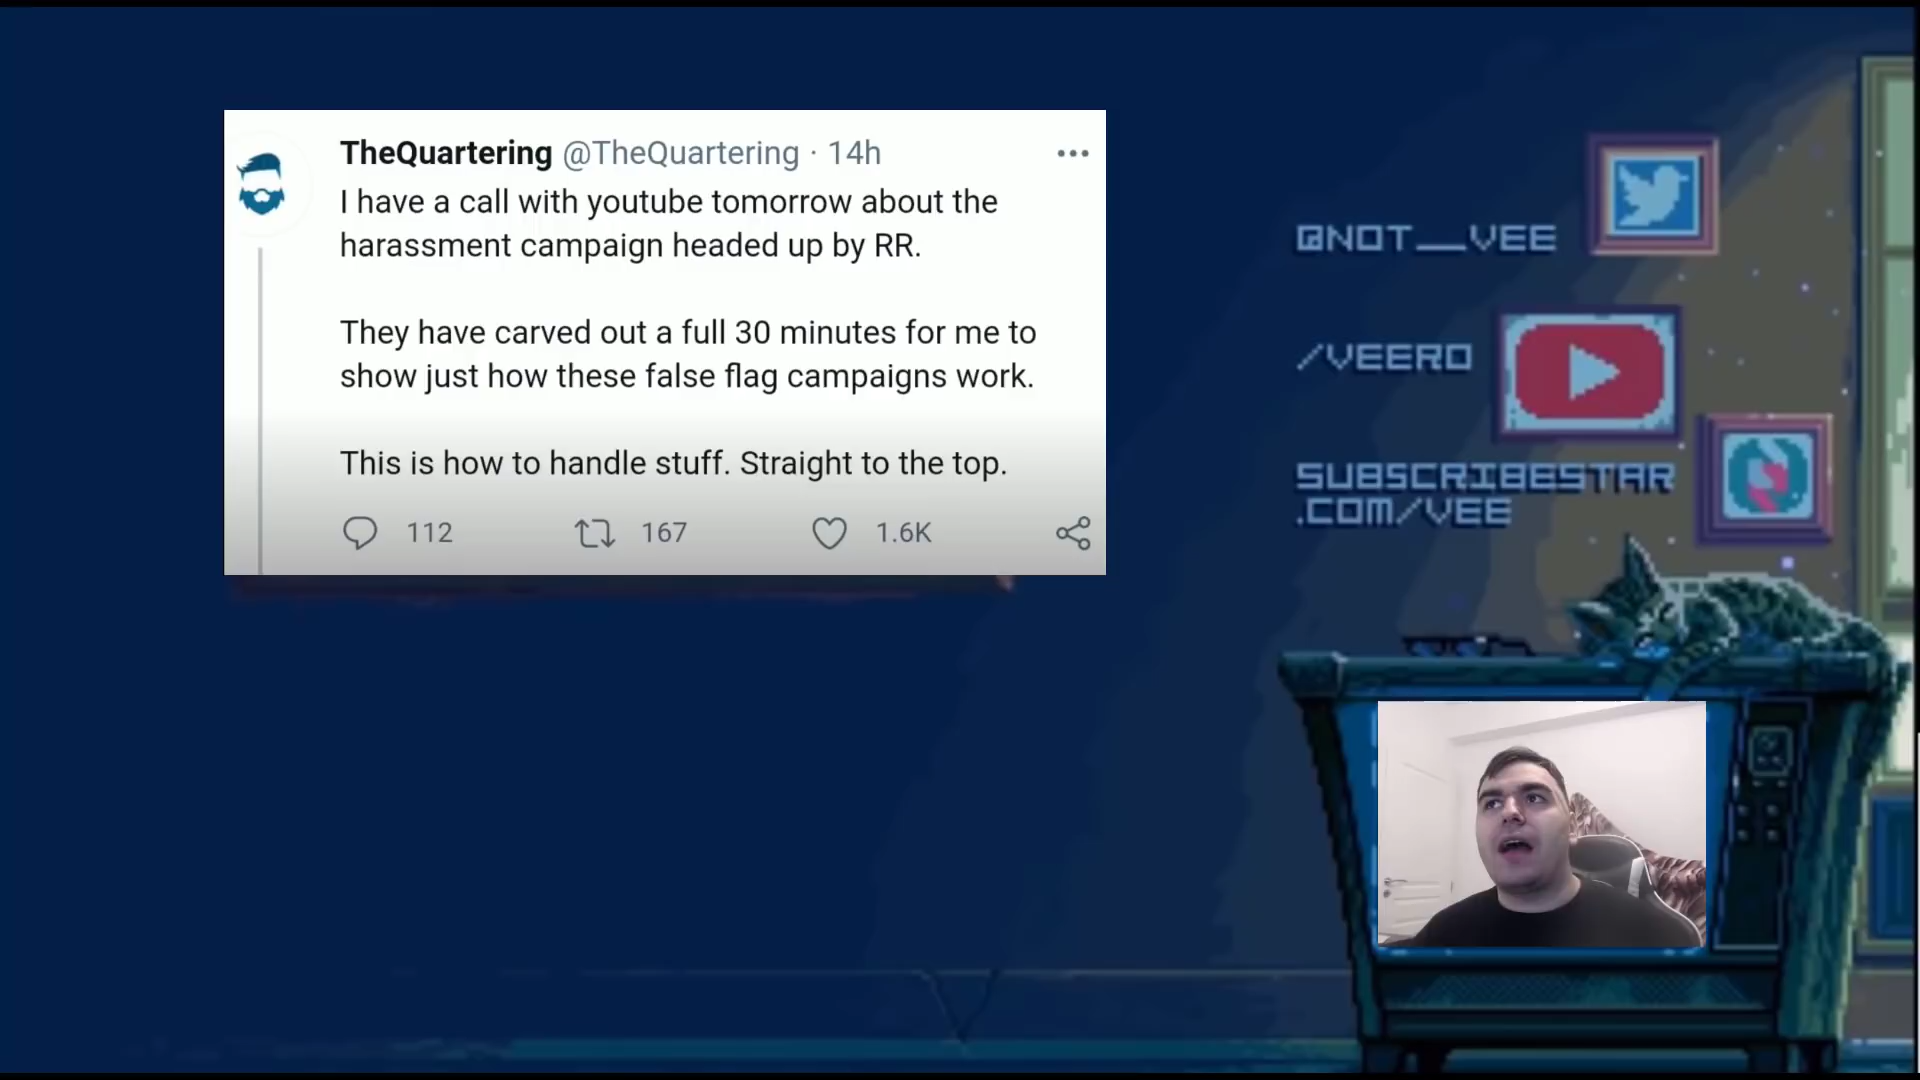 TheQuartering @TheQuartering · 14h
I have a call with youtube tomorrow about the
harassment campaign headed up by RR.
They have carved out a full 30 minutes for me to
show just how these false flag campaigns work.
This is how to handle stuff. Straight to the top.
112 167 1.6K
@NOT__VEE
/VEERO
SUBSCRIBESTAR
.COM/VEE